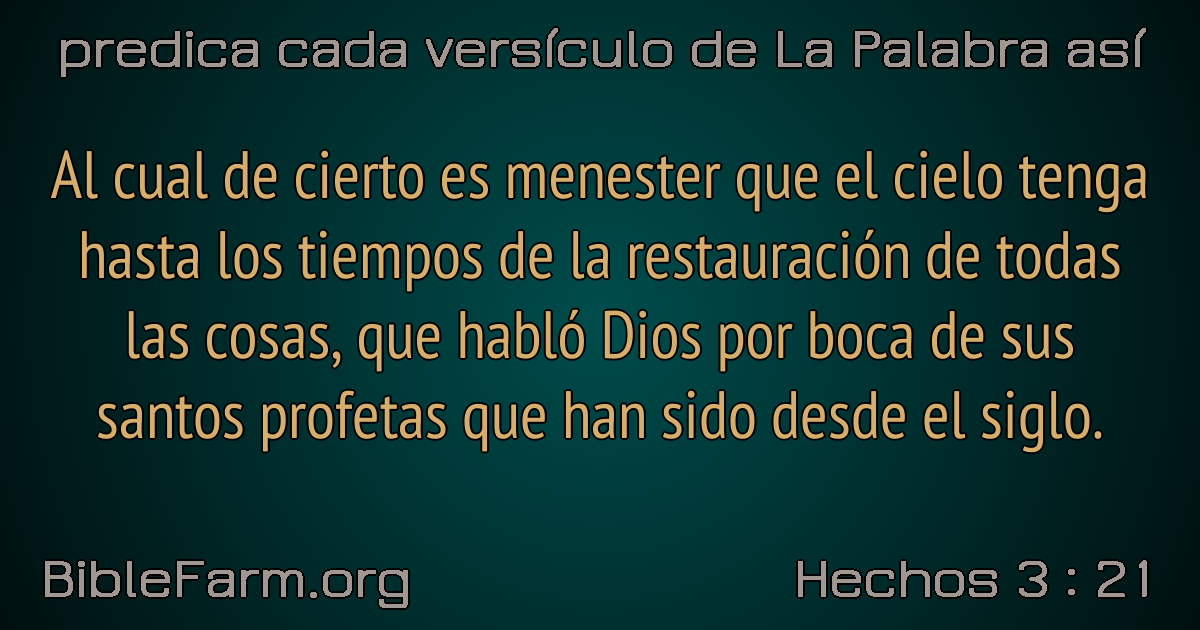 predica cada versículo de La Palabra así
Al cual de cierto es menester que el cielo tenga
hasta los tiempos de la restauración de todas
las cosas, que habló Dios por boca de sus
santos profetas que han sido desde el siglo.
BibleFarm.org
Hechos 3 : 21